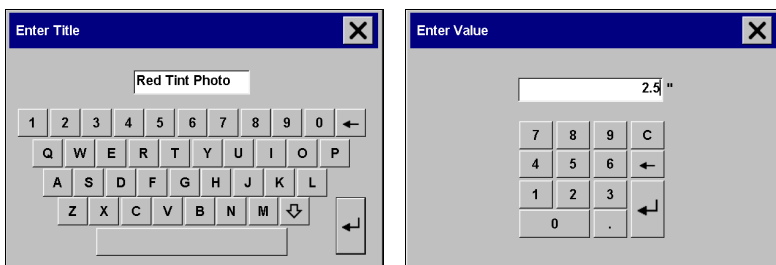 Enter Title
Red Tint Photo
1 2 3 4 5 6 7 8 9 0
Q W E R T Y U I O P
A S D F G H J K L
Z X C V B N M
Enter Value
2.5 "
7 8 9 C
4 5 6
1 2 3
0 .